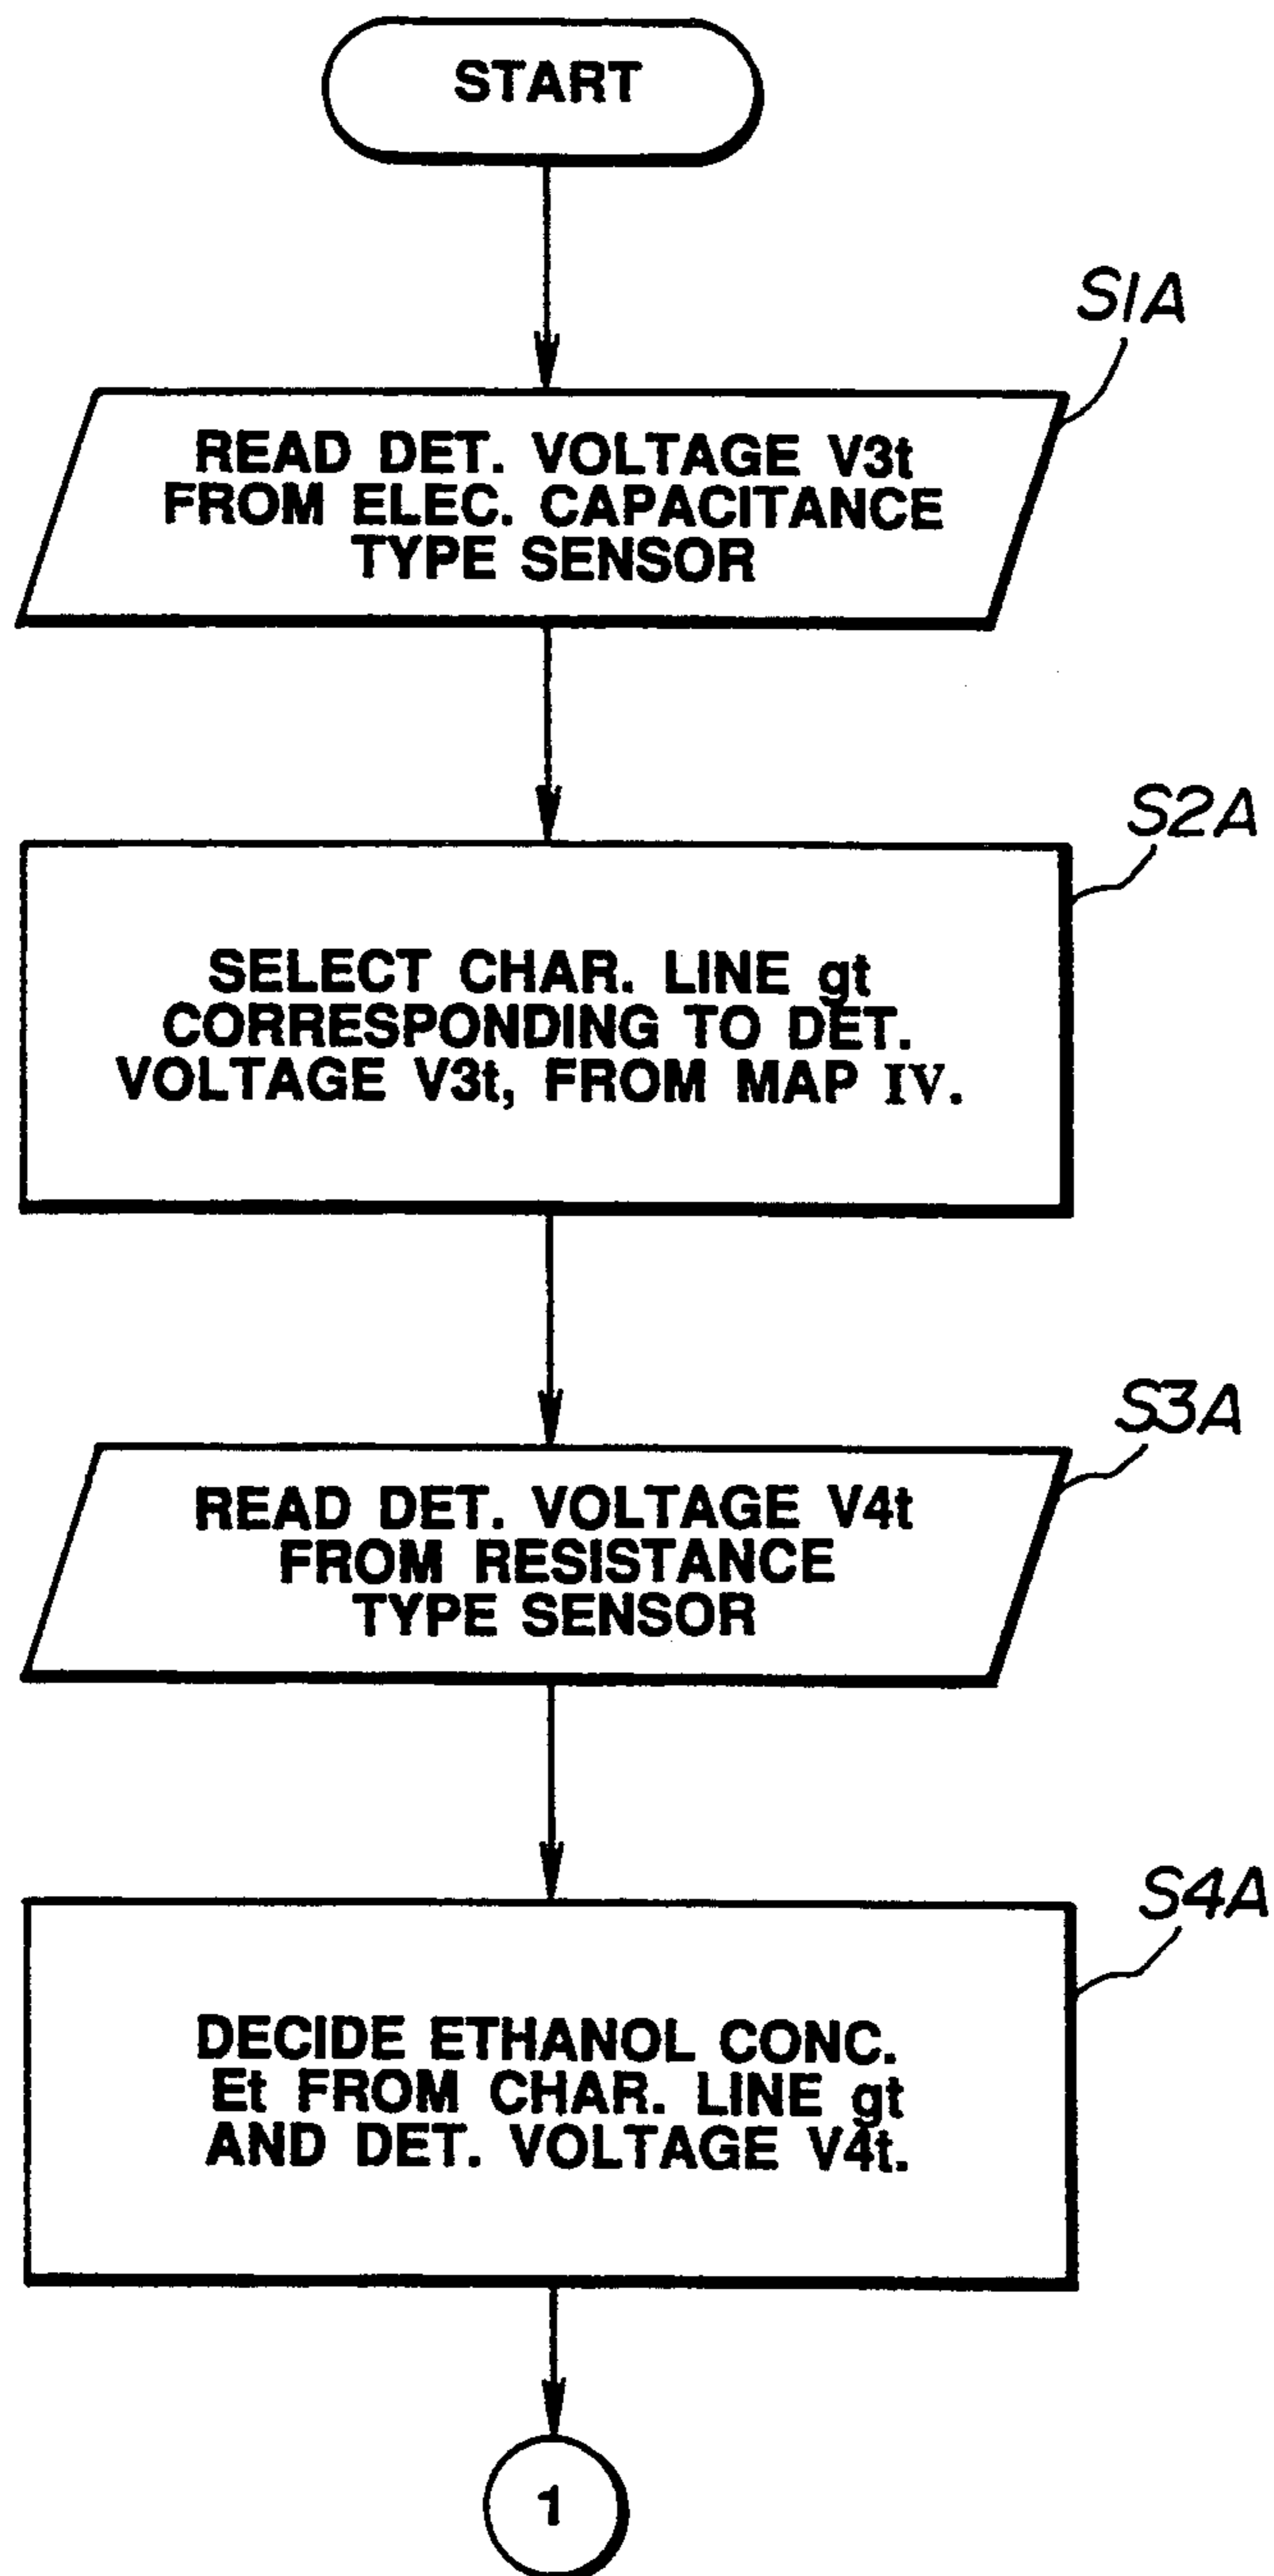 START
S1A
READ DET. VOLTAGE V3t
FROM ELEC. CAPACITANCE
TYPE SENSOR
S2A
SELECT CHAR. LINE gt
CORRESPONDING TO DET.
VOLTAGE V3t, FROM MAP IV.
S3A
READ DET. VOLTAGE V4t
FROM RESISTANCE
TYPE SENSOR
S4A
DECIDE ETHANOL CONC.
Et FROM CHAR. LINE gt
AND DET. VOLTAGE V4t.
1